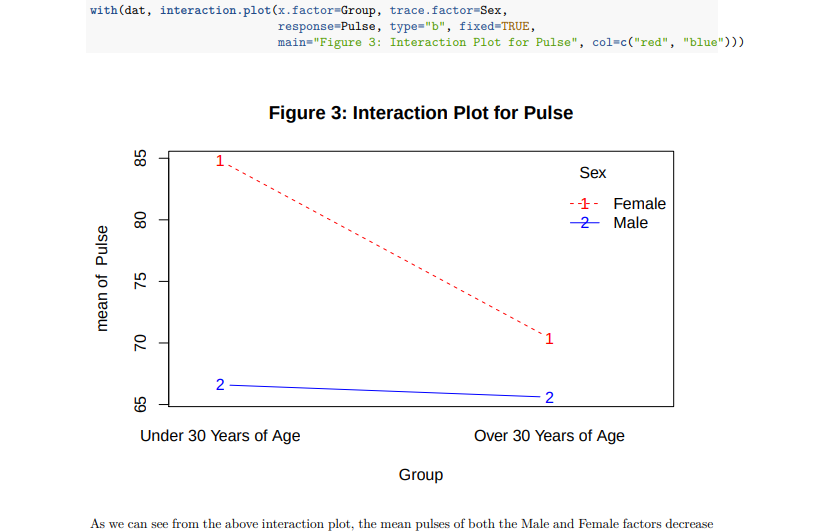 with(dat, interaction.plot(x.factor=Group, trace.factor=Sex,
response=Pulse, type="b", fixed=TRUE,
main="Figure 3: Interaction Plot for Pulse", col=c("red", "blue")))
Figure 3: Interaction Plot for Pulse
85
80
75
70
65
mean of Pulse
1
1
2
2
Sex
1 Female
2 Male
Under 30 Years of Age
Over 30 Years of Age
Group
As we can see from the above interaction plot, the mean pulses of both the Male and Female factors decrease